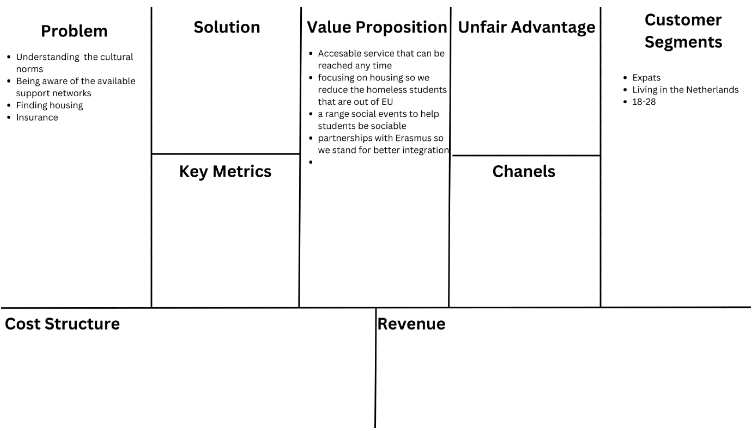 Problem
• Understanding the cultural
norms
• Being aware of the available
support networks
• Finding housing
• Insurance
Solution
Key Metrics
Value Proposition
• Accesable service that can be
reached any time
• focusing on housing so we
reduce the homeless students
that are out of EU
• a range social events to help
students be sociable
• partnerships with Erasmus so
we stand for better integration
•
Unfair Advantage
Chanels
Customer
Segments
• Expats
• Living in the Netherlands
• 18-28
Cost Structure
Revenue